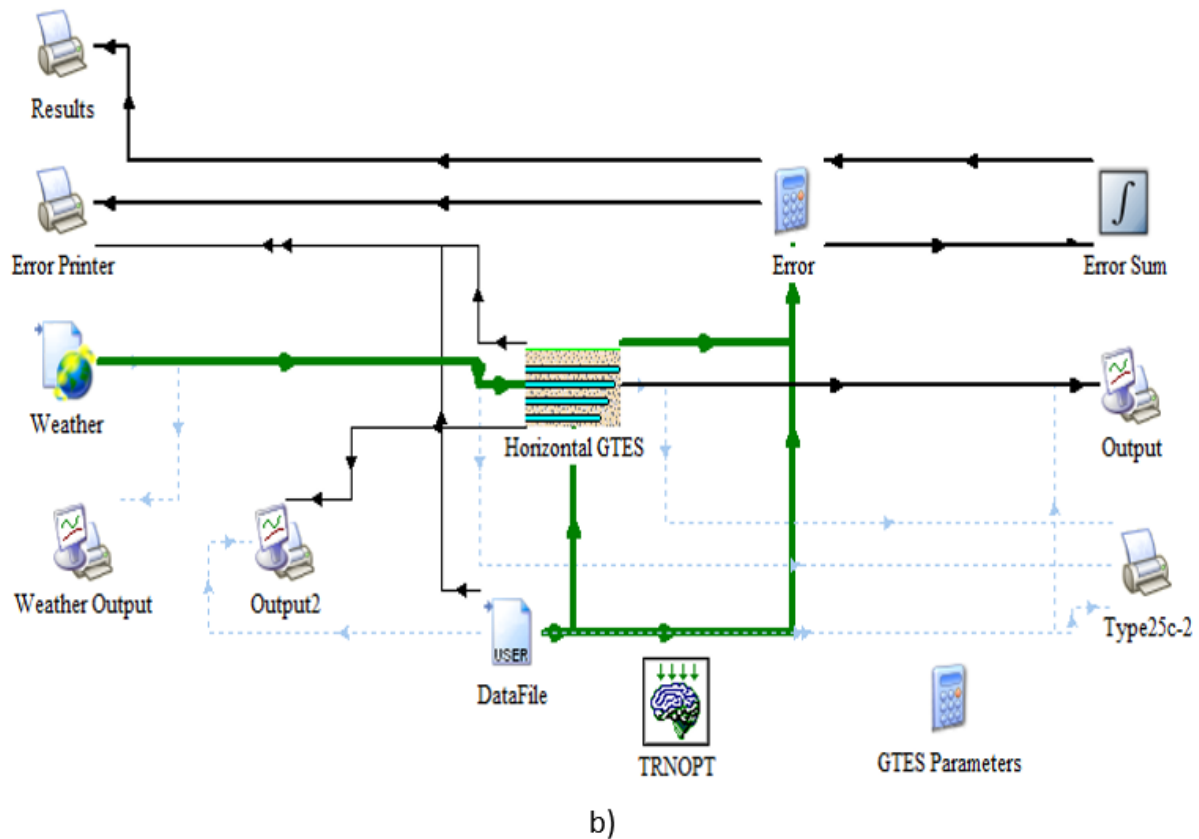 Results
Error Printer
Error
Error Sum
Weather
Horizontal GTES
Output
Weather Output
Output2
USER
DataFile
Type25c-2
TRNOPT
GTES Parameters
b)